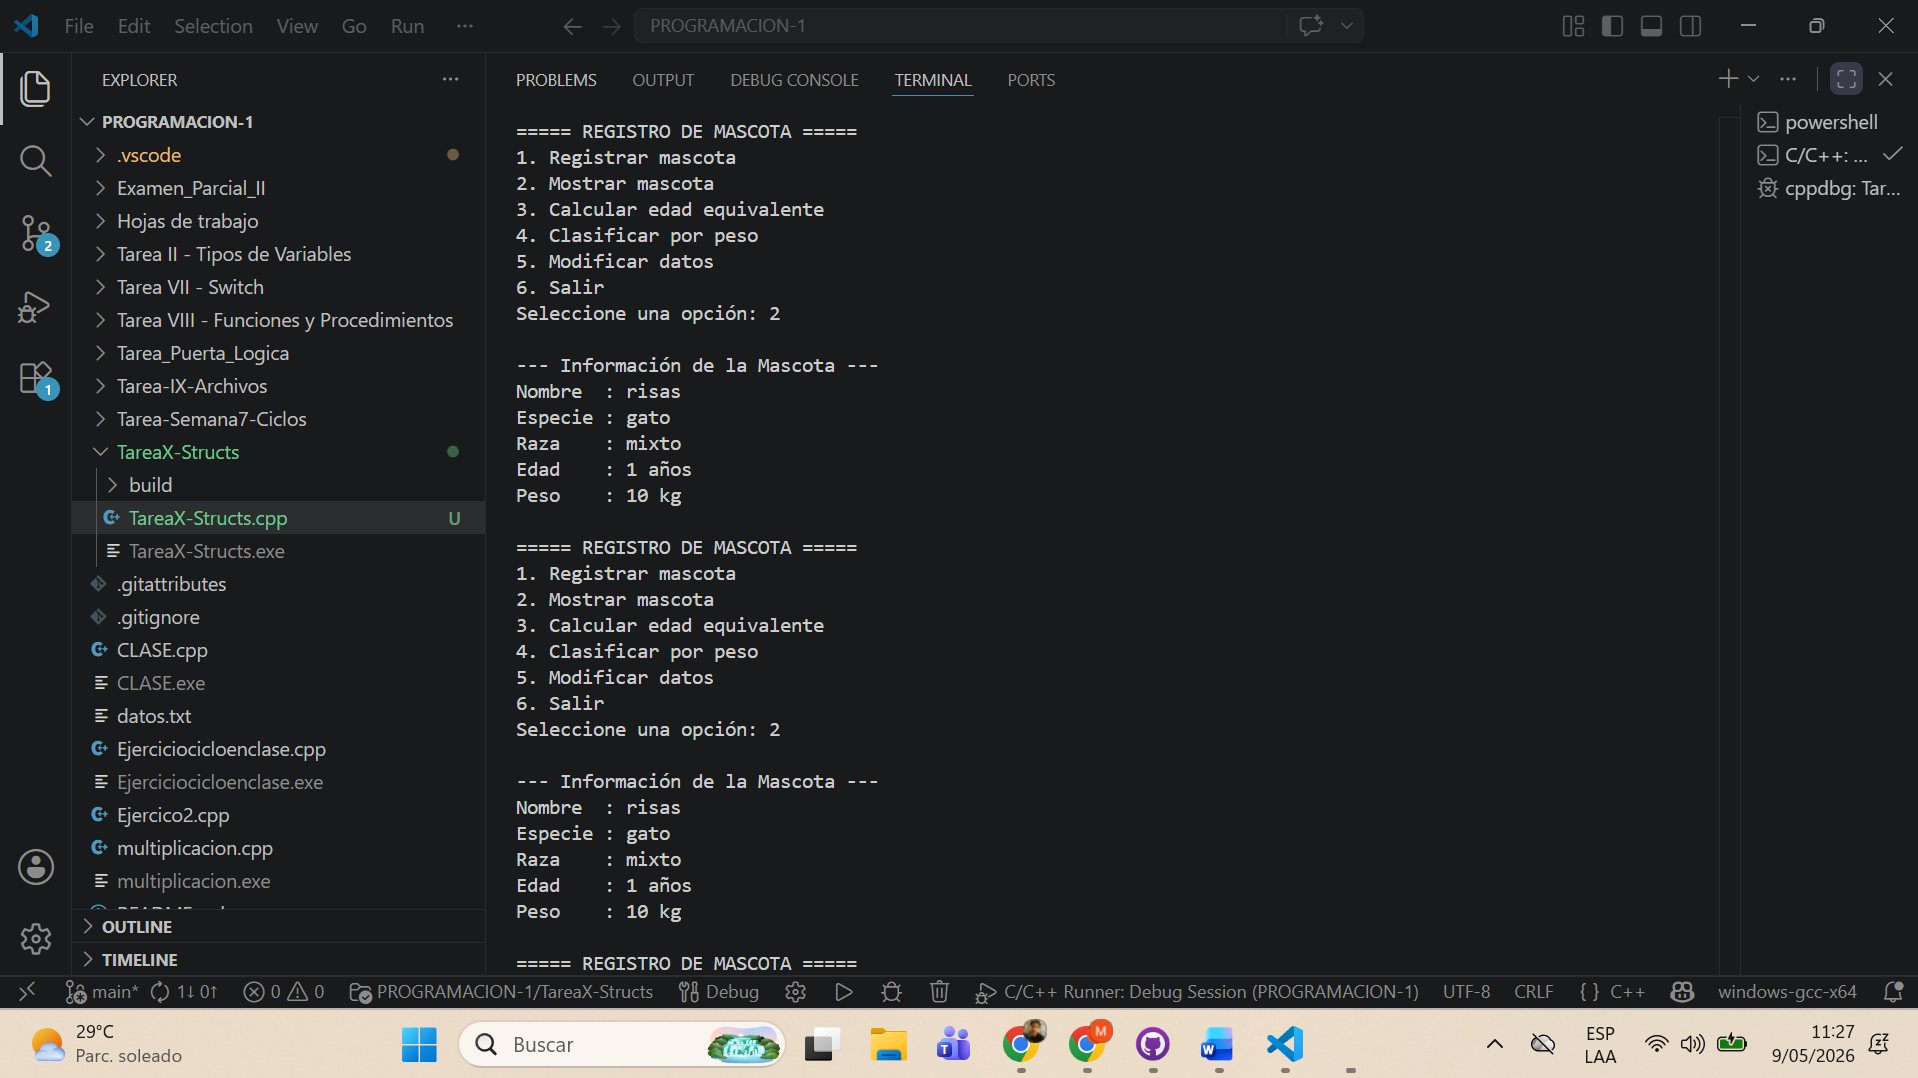 File Edit Selection View Go Run ···
PROGRAMACION-1
EXPLORER
PROGRAMACION-1
.vscode
Examen_Parcial_II
Hojas de trabajo
Tarea II - Tipos de Variables
Tarea VII - Switch
Tarea VIII - Funciones y Procedimientos
Tarea_Puerta_Logica
Tarea-IX-Archivos
Tarea-Semana7-Ciclos
TareaX-Structs
build
TareaX-Structs.cpp U
TareaX-Structs.exe
.gitattributes
.gitignore
CLASE.cpp
CLASE.exe
datos.txt
Ejerciciocicloenclase.cpp
Ejerciciocicloenclase.exe
Ejercico2.cpp
multiplicacion.cpp
multiplicacion.exe
OUTLINE
TIMELINE
2
1
PROBLEMS OUTPUT DEBUG CONSOLE TERMINAL PORTS
===== REGISTRO DE MASCOTA =====
1. Registrar mascota
2. Mostrar mascota
3. Calcular edad equivalente
4. Clasificar por peso
5. Modificar datos
6. Salir
Seleccione una opción: 2
--- Información de la Mascota ---
Nombre : risas
Especie : gato
Raza : mixto
Edad : 1 años
Peso : 10 kg
===== REGISTRO DE MASCOTA =====
1. Registrar mascota
2. Mostrar mascota
3. Calcular edad equivalente
4. Clasificar por peso
5. Modificar datos
6. Salir
Seleccione una opción: 2
--- Información de la Mascota ---
Nombre : risas
Especie : gato
Raza : mixto
Edad : 1 años
Peso : 10 kg
===== REGISTRO DE MASCOTA =====
powershell
C/C++: ...
cppdbg: Tar...
main* 1↓ 0↑ 0 0 PROGRAMACION-1/TareaX-Structs Debug C/C++ Runner: Debug Session (PROGRAMACION-1) UTF-8 CRLF {} C++ windows-gcc-x64
29°C
Parc. soleado
Buscar
T
M
W
ESP
LAA
11:27
9/05/2026